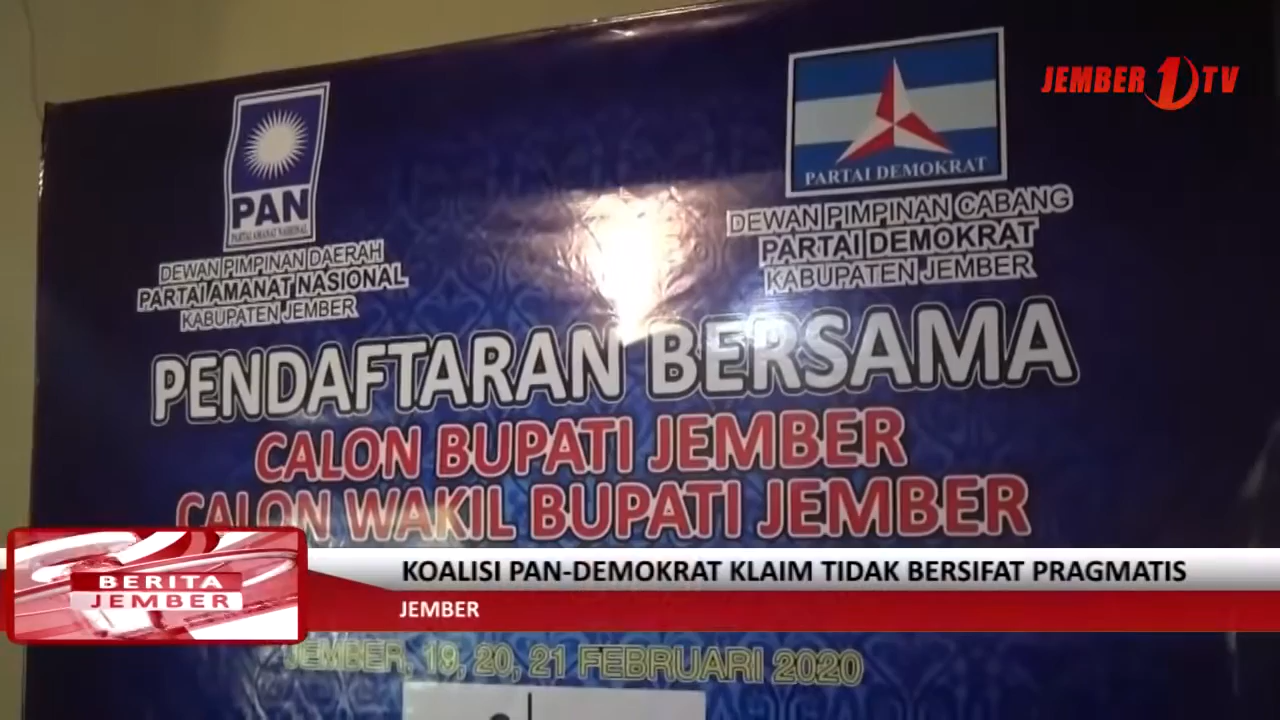 JEMBER 1 TV
PAN
PARTAI AMANAT NASIONAL
DEWAN PIMPINAN DAERAH
PARTAI AMANAT NASIONAL
KABUPATEN JEMBER
PARTAI DEMOKRAT
DEWAN PIMPINAN CABANG
PARTAI DEMOKRAT
KABUPATEN JEMBER
PENDAFTARAN BERSAMA
CALON BUPATI JEMBER
CALON WAKIL BUPATI JEMBER
BERITA
JEMBER
KOALISI PAN-DEMOKRAT KLAIM TIDAK BERSIFAT PRAGMATIS
JEMBER
JEMBER, 19, 20, 21 FEBRUARI 2020